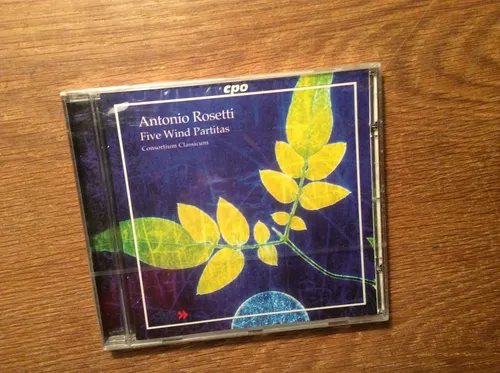 cpo
Antonio Rosetti
Five Wind Partitas
Consortium Classicum